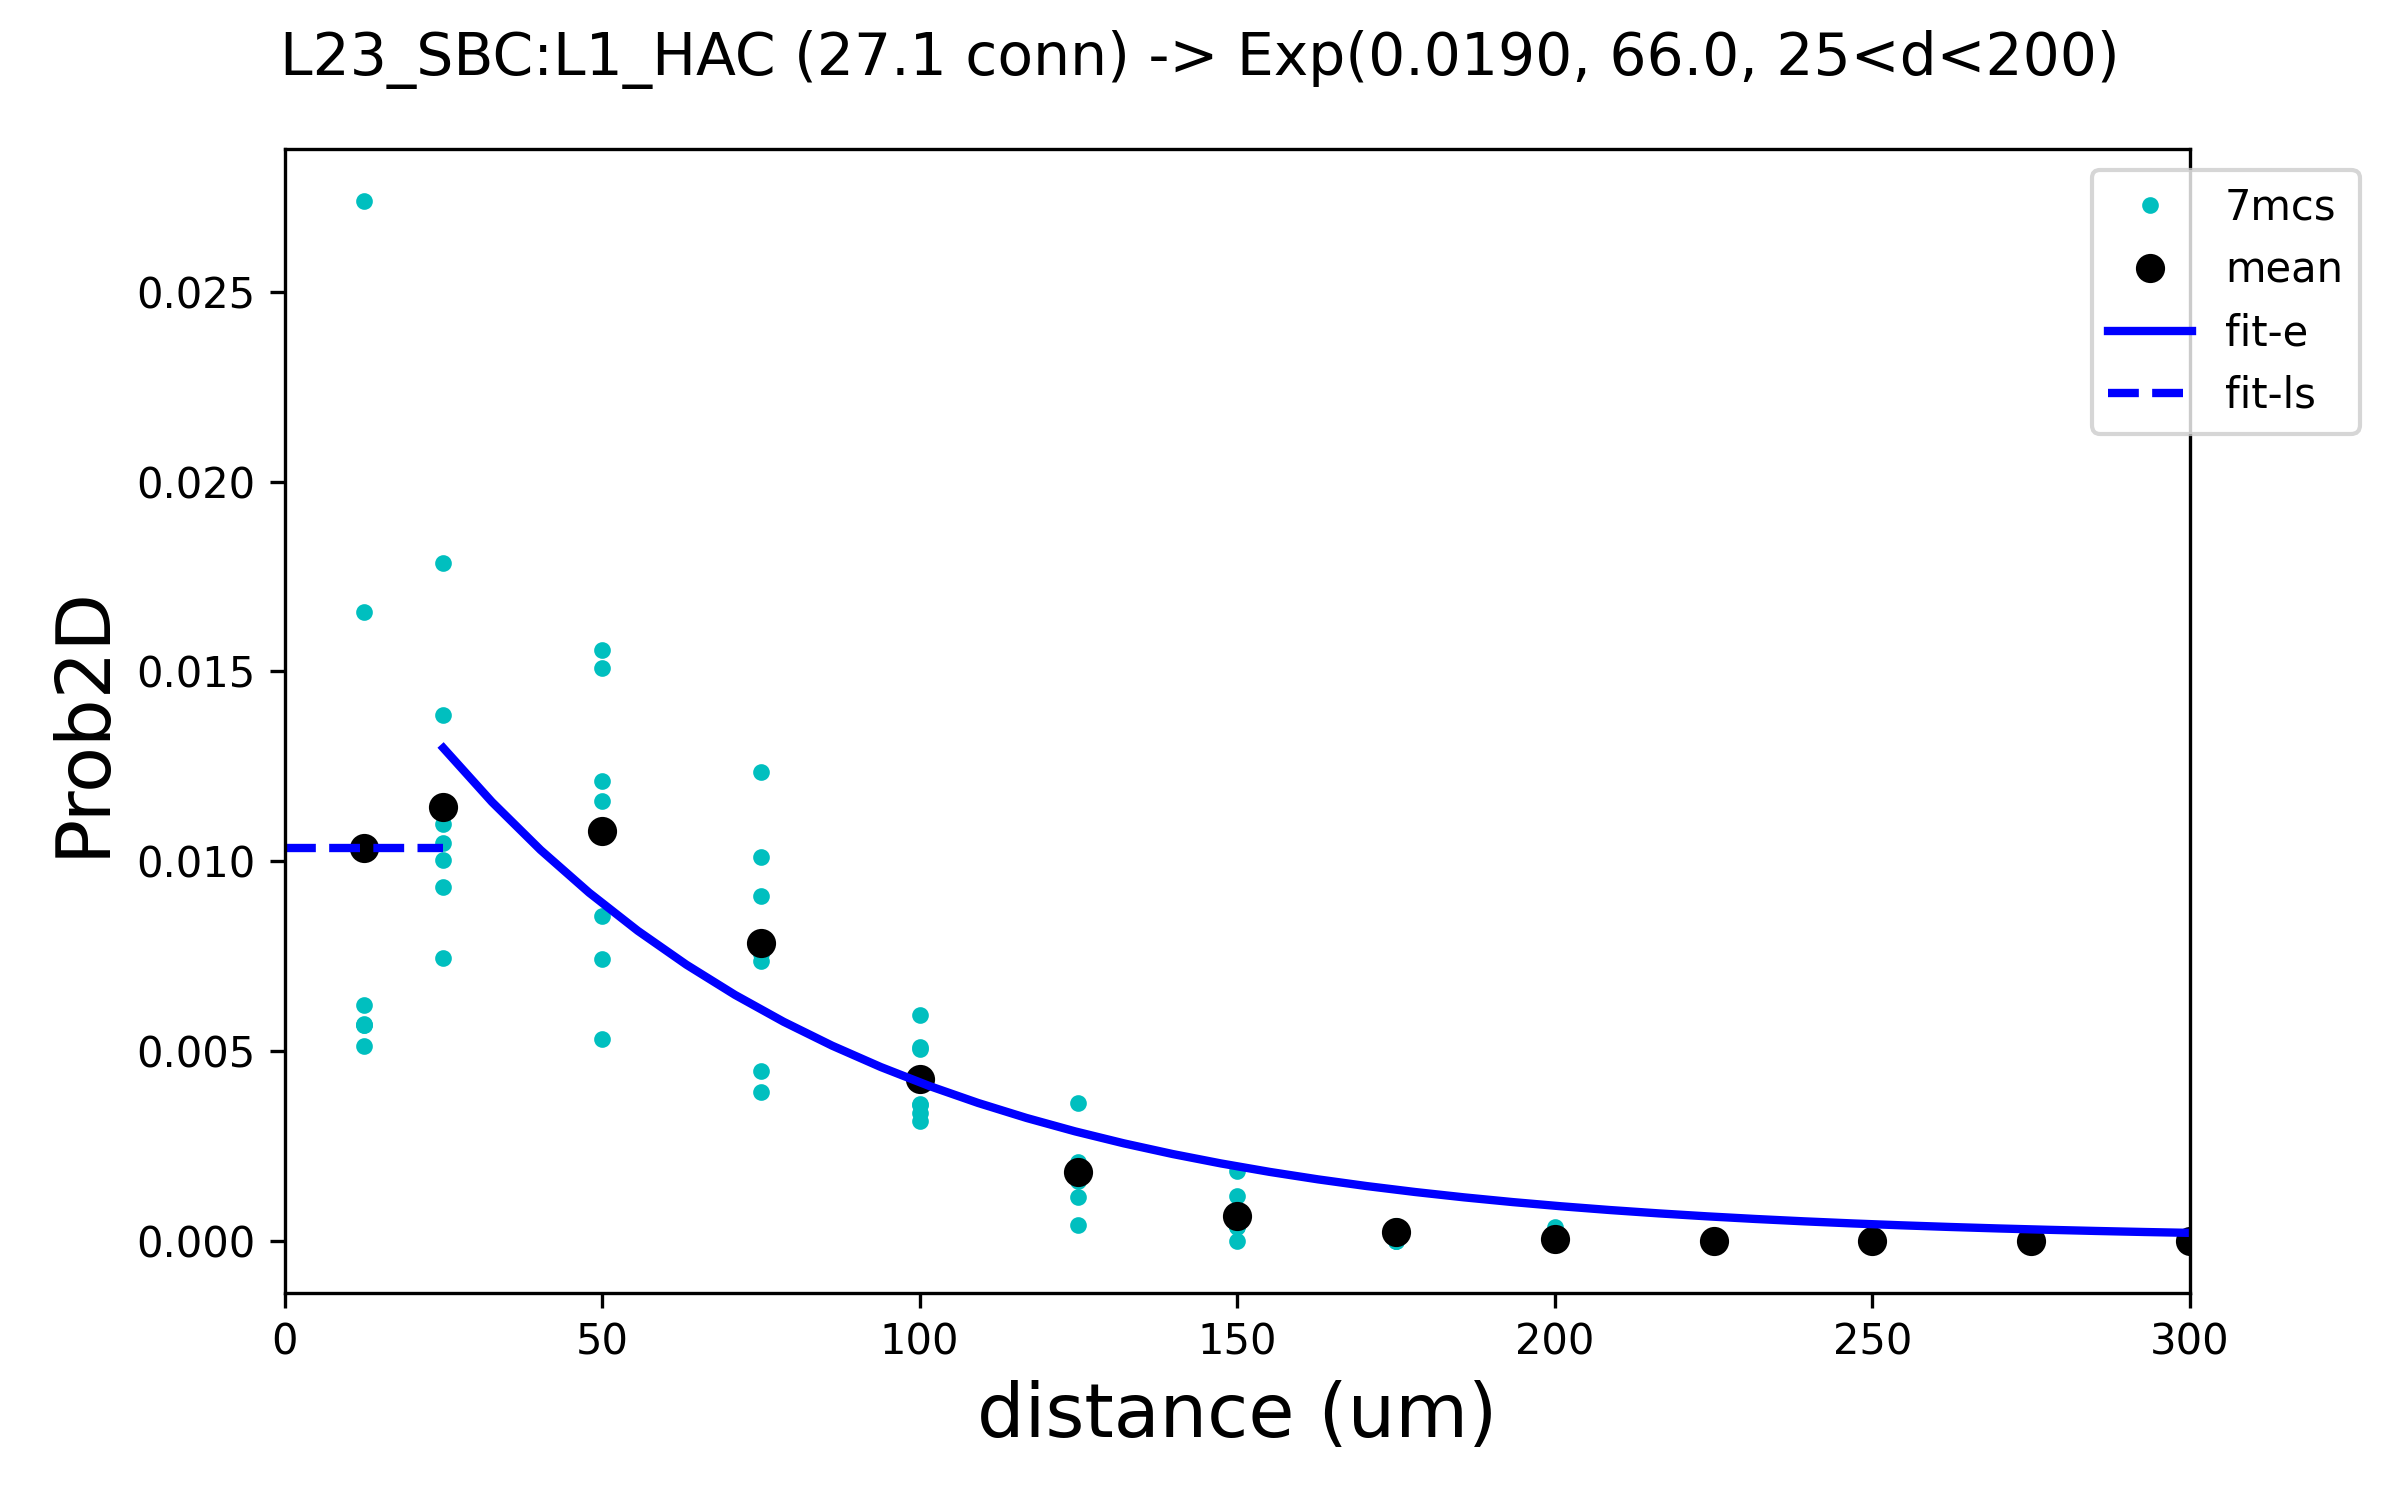 L23_SBC:L1_HAC (27.1 conn) -> Exp(0.0190, 66.0, 25<d<200)
7mcs
mean
fit-e
fit-ls
Prob2D
0.025
0.020
0.015
0.010
0.005
0.000
0 50 100 150 200 250 300
distance (um)